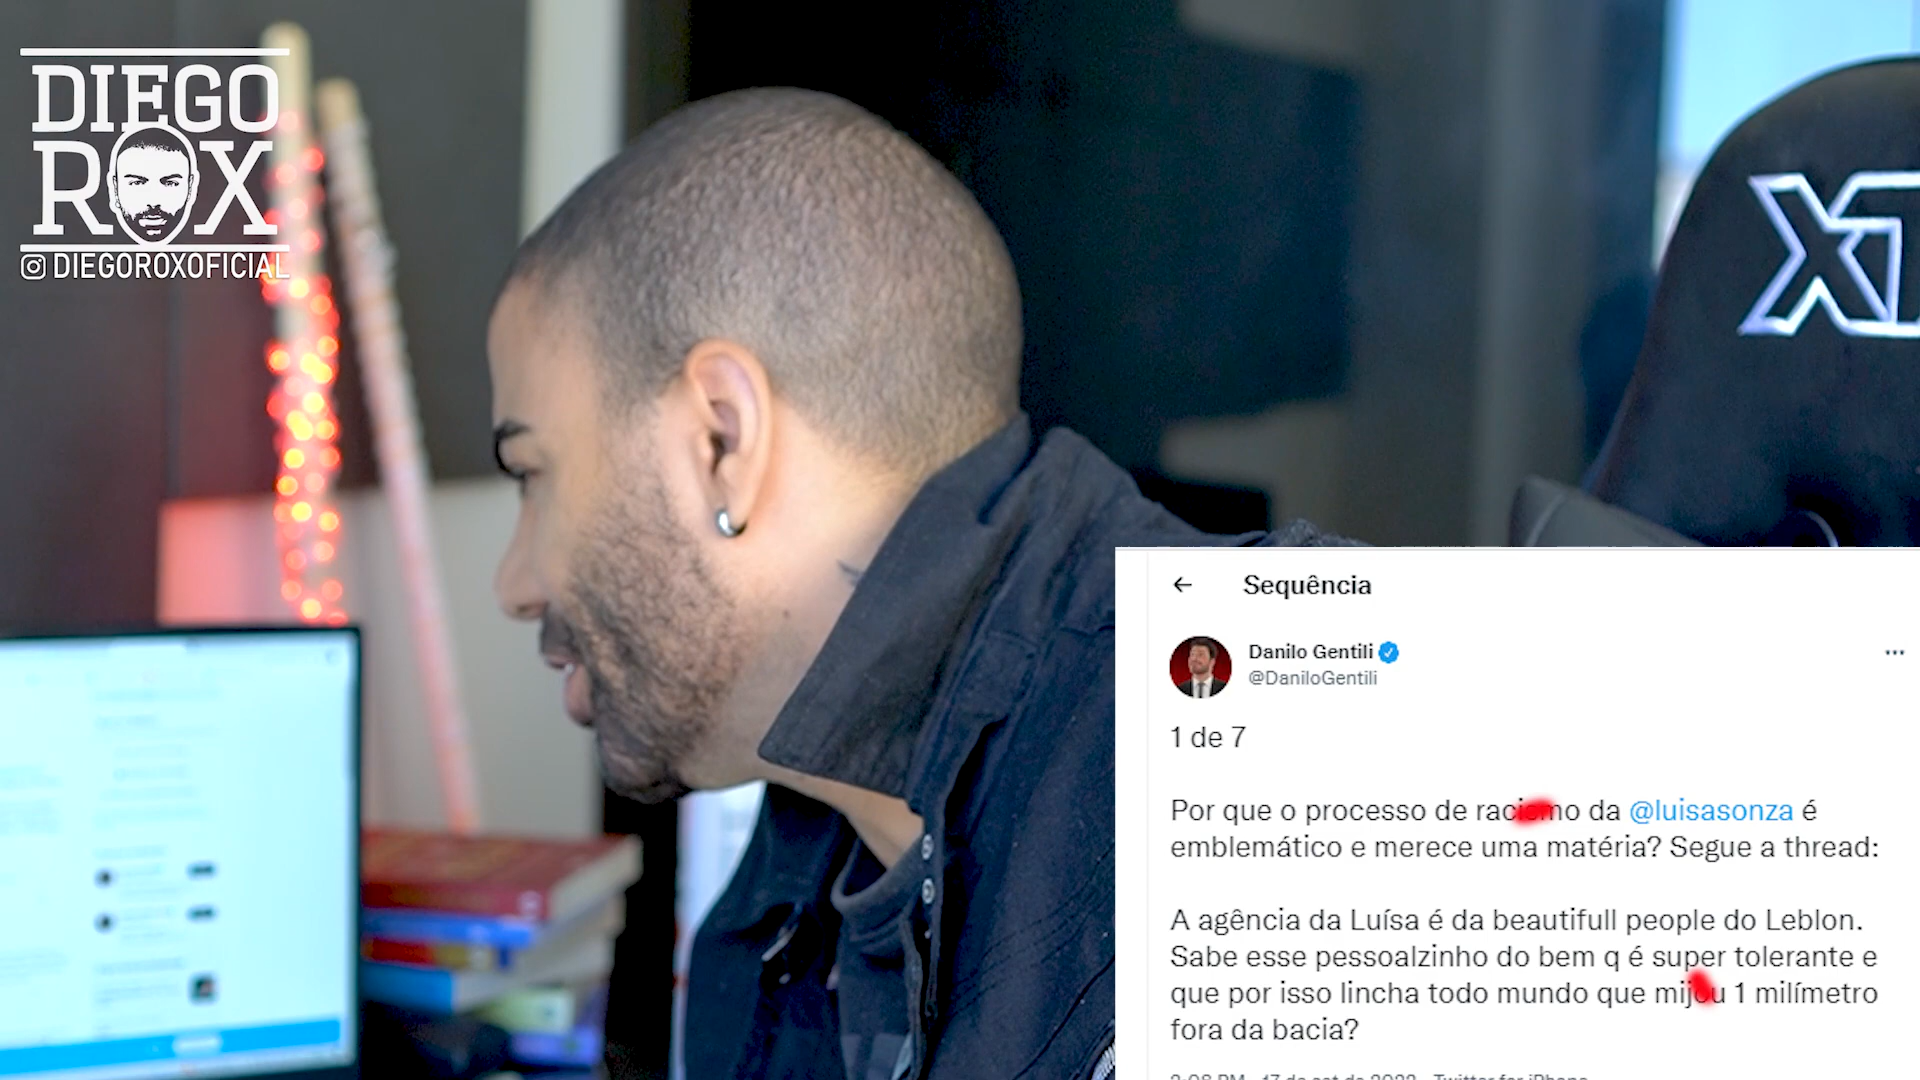 DIEGO
ROX
DIEGOROXOFICIAL
XT
Sequência
Danilo Gentili
@DaniloGentili
1 de 7
Por que o processo de racismo da @luisasonza é
emblemático e merece uma matéria? Segue a thread:
A agência da Luísa é da beautifull people do Leblon.
Sabe esse pessoalzinho do bem q é super tolerante e
que por isso lincha todo mundo que mijou 1 milímetro
fora da bacia?